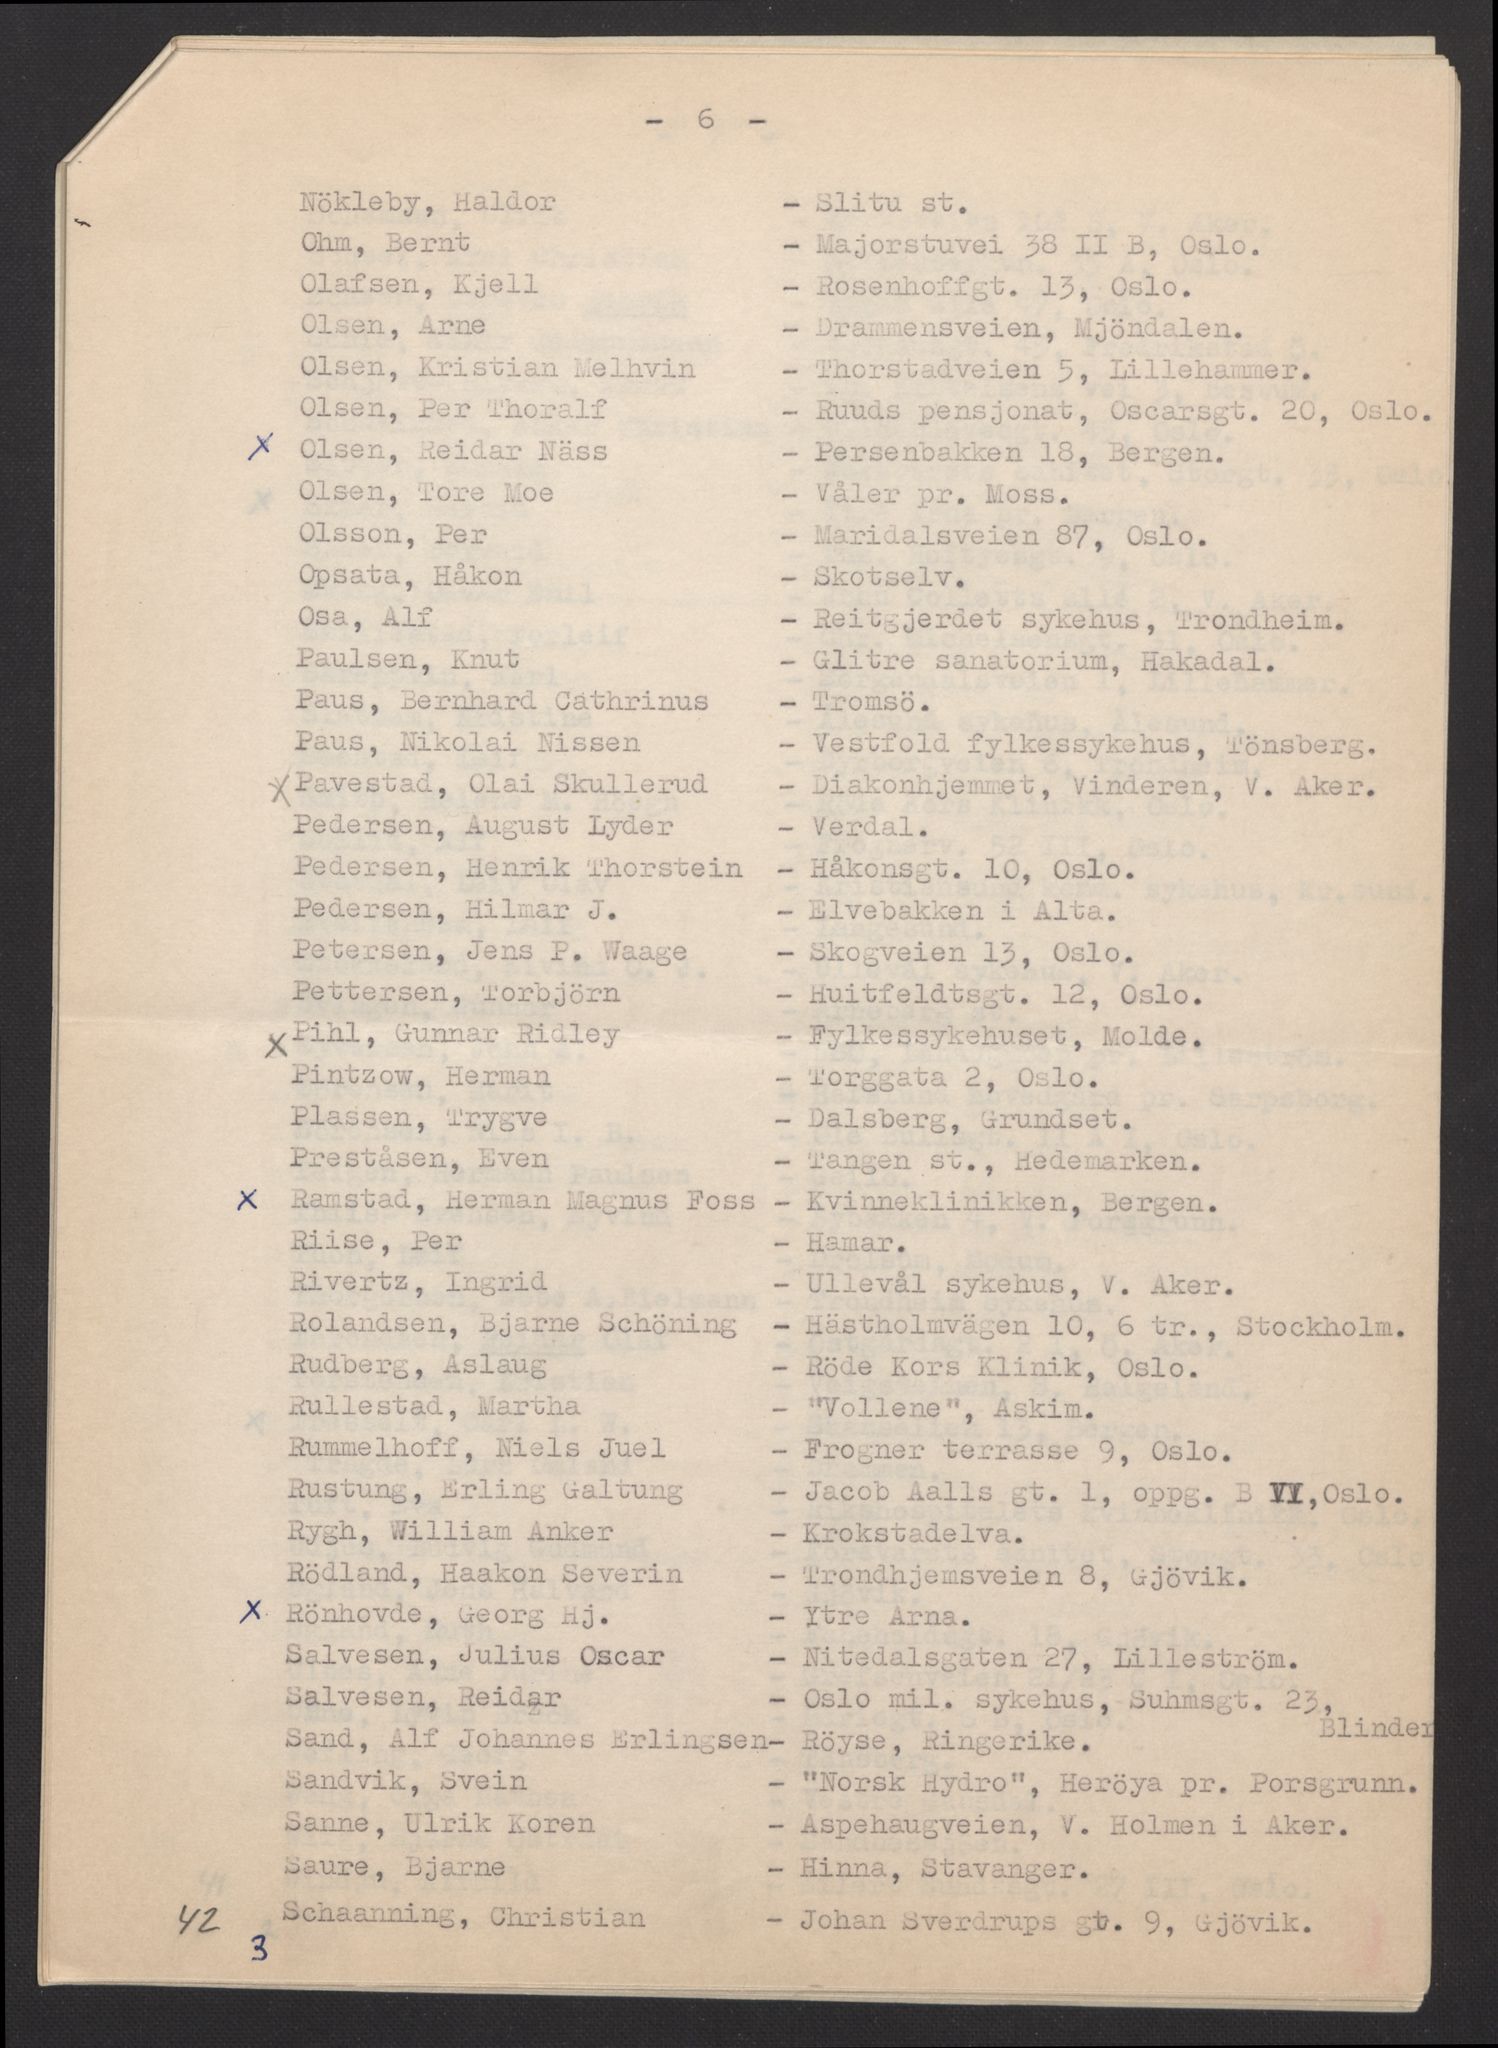 - 6 -
Nökleby, Haldor - Slitu st.
Ohm, Bernt - Majorstuvei 38 II B, Oslo.
Olafsen, Kjell - Rosenhoffgt. 13, Oslo.
Olsen, Arne - Drammensveien, Mjöndalen.
Olsen, Kristian Melhvin - Thorstadveien 5, Lillehammer.
Olsen, Per Thoralf - Ruuds pensjonat, Oscarsgt. 20, Oslo.
x Olsen, Reidar Näss - Persenbakken 18, Bergen.
Olsen, Tore Moe - Våler pr. Moss.
Olsson, Per - Maridalsveien 87, Oslo.
Opsata, Håkon - Skotselv.
Osa, Alf - Reitgjerdet sykehus, Trondheim.
Paulsen, Knut - Glitre sanatorium, Hakadal.
Paus, Bernhard Cathrinus - Tromsö.
Paus, Nikolai Nissen - Vestfold fylkessykehus, Tönsberg.
x Pavestad, Olai Skullerud - Diakonhjemmet, Vinderen, V. Aker.
Pedersen, August Lyder - Verdal.
Pedersen, Henrik Thorstein - Håkonsgt. 10, Oslo.
Pedersen, Hilmar J. - Elvebakken i Alta.
Petersen, Jens P. Waage - Skogveien 13, Oslo.
Pettersen, Torbjörn - Huitfeldtsgt. 12, Oslo.
x Pihl, Gunnar Ridley - Fylkessykehuset, Molde.
Pintzow, Herman - Torggata 2, Oslo.
Plassen, Trygve - Dalsberg, Grundset.
Preståsen, Even - Tangen st., Hedemarken.
x Ramstad, Herman Magnus Foss - Kvinneklinikken, Bergen.
Riise, Per - Hamar.
Rivertz, Ingrid - Ullevål sykehus, V. Aker.
Rolandsen, Bjarne Schöning - Hästholmvägen 10, 6 tr., Stockholm.
Rudberg, Aslaug - Röde Kors Klinik, Oslo.
Rullestad, Martha - "Vollene", Askim.
Rummelhoff, Niels Juel - Frogner terrasse 9, Oslo.
Rustung, Erling Galtung - Jacob Aalls gt. 1, oppg. B VI, Oslo.
Rygh, William Anker - Krokstadelva.
Rödland, Haakon Severin - Trondhjemsveien 8, Gjövik.
x Rönhovde, Georg Hj. - Ytre Arna.
Salvesen, Julius Oscar - Nitedalsgaten 27, Lilleström.
Salvesen, Reidar - Oslo mil. sykehus, Suhmsgt. 23,
Blinder
Sand, Alf Johannes Erlingsen- Röyse, Ringerike.
Sandvik, Svein - "Norsk Hydro", Heröya pr. Porsgrunn.
Sanne, Ulrik Koren - Aspehaugveien, V. Holmen i Aker.
Saure, Bjarne - Hinna, Stavanger.
42 Schaanning, Christian - Johan Sverdrups gt. 9, Gjövik.
3